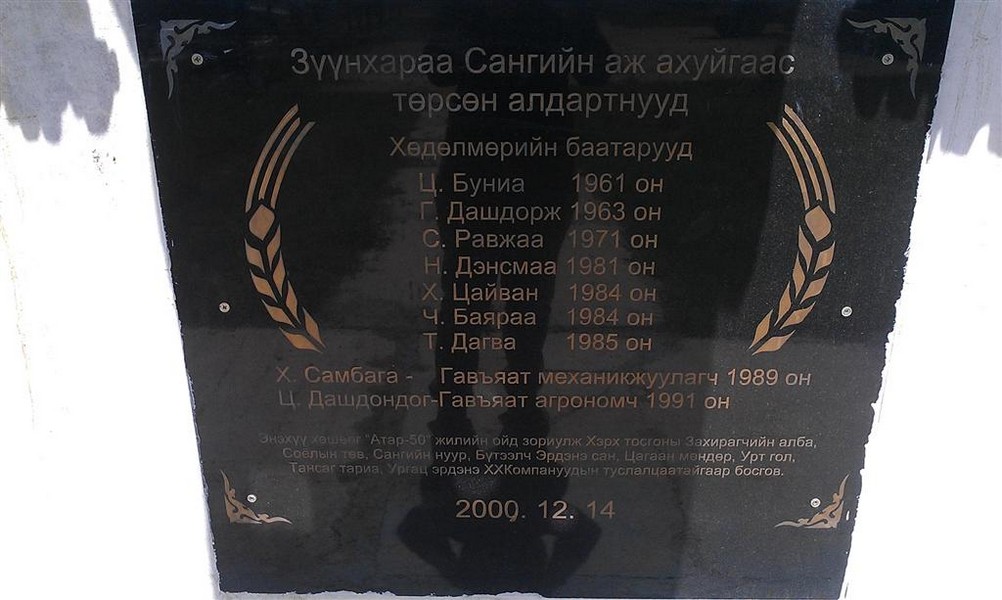 Зүүнхараа Сангийн аж ахуйгаас
төрсөн алдартнууд
Хөдөлмөрийн баатарууд
Ц. Буниа 1961 он
Г. Дашдорж 1963 он
С. Равжаа 1971 он
Н. Дэнсмаа 1981 он
Х. Цайван 1984 он
Ч. Баяраа 1984 он
Т. Дагва 1985 он
Х. Самбага - Гавъяат механикжуулагч 1989 он
Ц. Дашдондог-Гавъяат агрономч 1991 он
Энэхүү хөшөөг "Атар-50" жилийн ойд зориулж Хэрх тосгоны Захирагчийн алба,
Соёлын төв, Сангийн нуур, Бүтээлч Эрдэнэ сан, Цагаан мөндөр, Урт гол,
Тансаг тариа, Ургац эрдэнэ ХХКомпануудын туслалцаатайгаар босгов.
12. 14